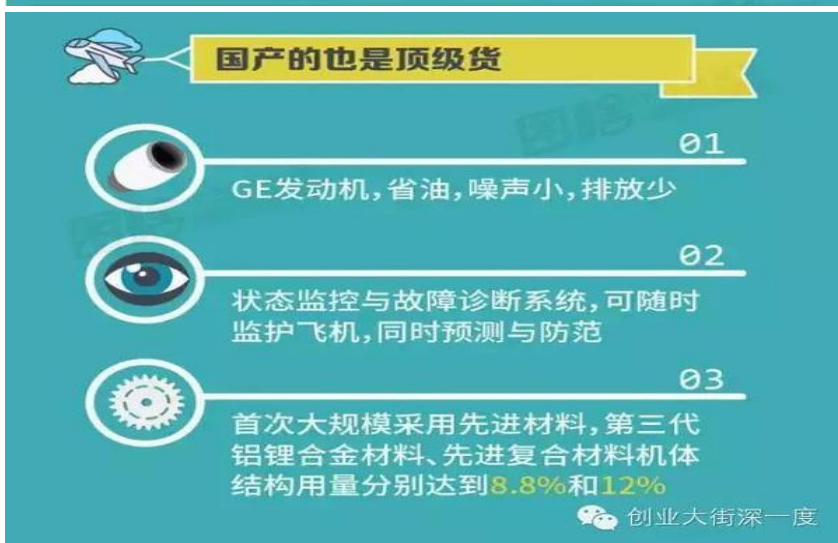 国产的也是顶级货
01
GE发动机,省油,噪声小,排放少
02
状态监控与故障诊断系统,可随时
监护飞机,同时预测与防范
03
首次大规模采用先进材料,第三代
铝锂合金材料、先进复合材料机体
结构用量分别达到8.8%和12%
创业大街深一度